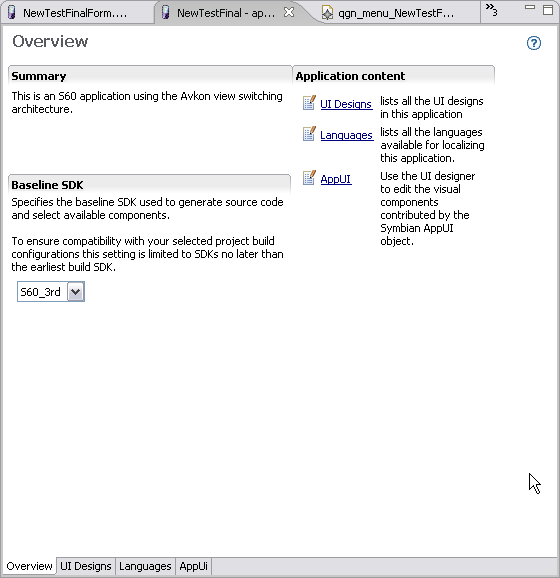 NewTestFinalForm....
NewTestFinal - ap...
qgn_menu_NewTestF...
3
Overview
Summary
This is an S60 application using the Avkon view switching
architecture.
Baseline SDK
Specifies the baseline SDK used to generate source code
and select available components.
To ensure compatibility with your selected project build
configurations this setting is limited to SDKs no later than
the earliest build SDK.
S60_3rd
Application content
UI Designs
lists all the UI designs
in this application
Languages
lists all the languages
available for localizing
this application.
AppUI
Use the UI designer
to edit the visual
components
contributed by the
Symbian AppUI
object.
Overview
UI Designs
Languages
AppUi